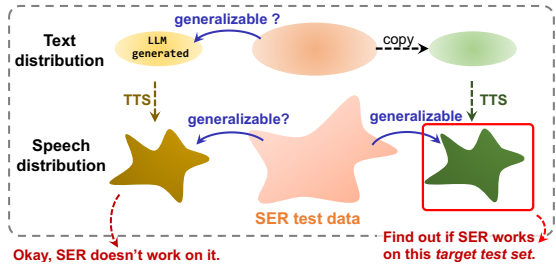 generalizable ?
Text
distribution
LLM
generated
copy
TTS
TTS
Speech
distribution
generalizable?
generalizable
SER test data
Okay, SER doesn't work on it.
Find out if SER works
on this target test set.